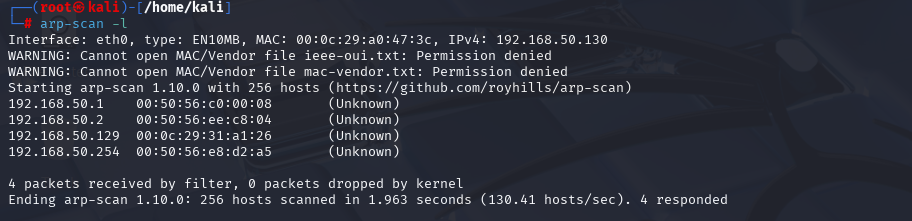 ┌──(root㉿kali)-[/home/kali]
└─# arp-scan -l
Interface: eth0, type: EN10MB, MAC: 00:0c:29:a0:47:3c, IPv4: 192.168.50.130
WARNING: Cannot open MAC/Vendor file ieee-oui.txt: Permission denied
WARNING: Cannot open MAC/Vendor file mac-vendor.txt: Permission denied
Starting arp-scan 1.10.0 with 256 hosts (https://github.com/royhills/arp-scan)
192.168.50.1    00:50:56:c0:00:08       (Unknown)
192.168.50.2    00:50:56:ee:c8:04       (Unknown)
192.168.50.129  00:0c:29:31:a1:26       (Unknown)
192.168.50.254  00:50:56:e8:d2:a5       (Unknown)
4 packets received by filter, 0 packets dropped by kernel
Ending arp-scan 1.10.0: 256 hosts scanned in 1.963 seconds (130.41 hosts/sec). 4 responded